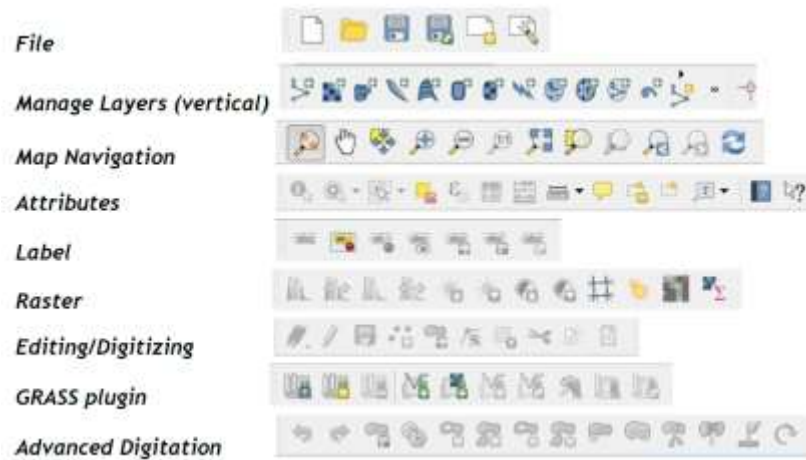 File
Manage Layers (vertical)
Map Navigation
Attributes
Label
Raster
Editing/Digitizing
GRASS plugin
Advanced Digitation